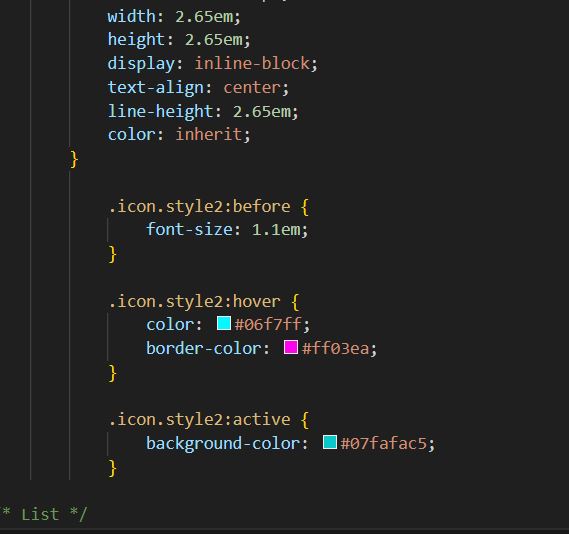 width: 2.65em;
height: 2.65em;
display: inline-block;
text-align: center;
line-height: 2.65em;
color: inherit;
}
.icon.style2:before {
font-size: 1.1em;
}
.icon.style2:hover {
color: #06f7ff;
border-color: #ff03ea;
}
.icon.style2:active {
background-color: #07fafac5;
}
* List */